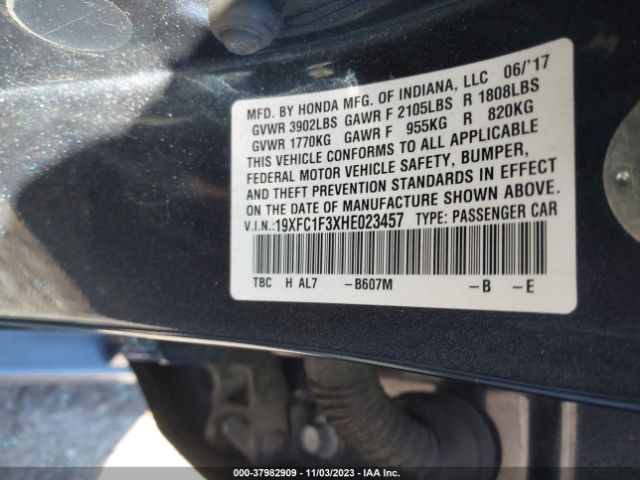 MFD. BY HONDA MFG. OF INDIANA, LLC 06/'17
GVWR 3902LBS GAWR F 2105LBS R 1808LBS
GVWR 1770KG GAWR F 955KG R 820KG
THIS VEHICLE CONFORMS TO ALL APPLICABLE
FEDERAL MOTOR VEHICLE SAFETY, BUMPER,
AND THEFT PREVENTION STANDARDS IN EFFECT
ON THE DATE OF MANUFACTURE SHOWN ABOVE.
V.I.N.:19XFC1F3XHE023457 TYPE: PASSENGER CAR
TBC H AL7 -B607M -B -E
000-37982909 - 11/03/2023 - IAA Inc.